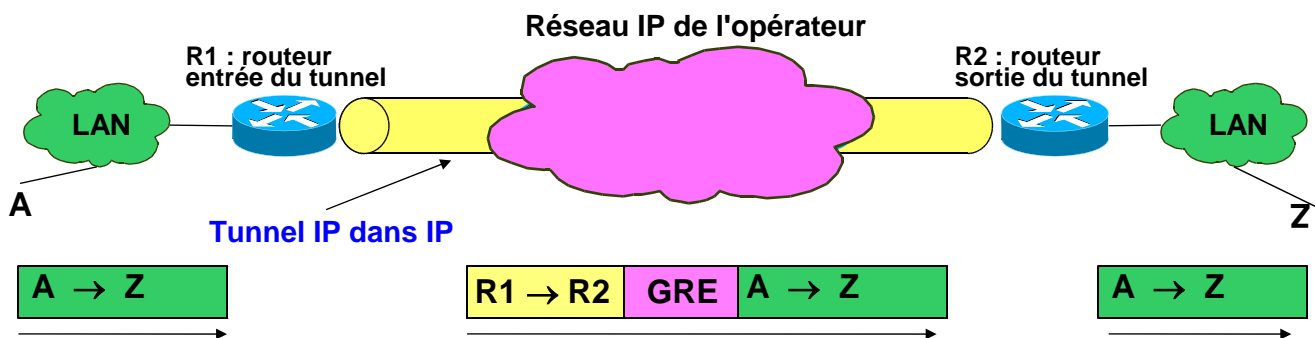 Réseau IP de l'opérateur
R1 : routeur
entrée du tunnel
R2: routeur
sortie du tunnel
LAN
LAN
A
Z
Tunnel IP dans IP
A → Z
R1 → R2 GRE A → Z
A → Z